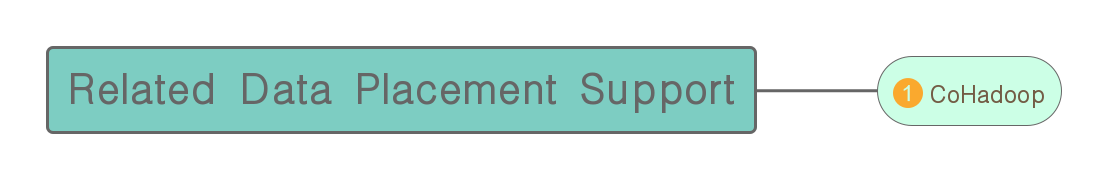 Related Data Placement Support
1 CoHadoop